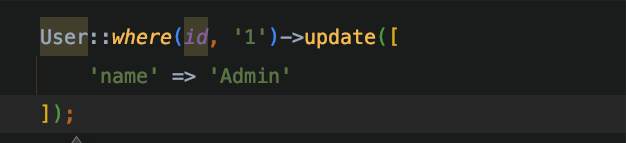 User::where(id, '1')->update([
    'name' => 'Admin'
]);